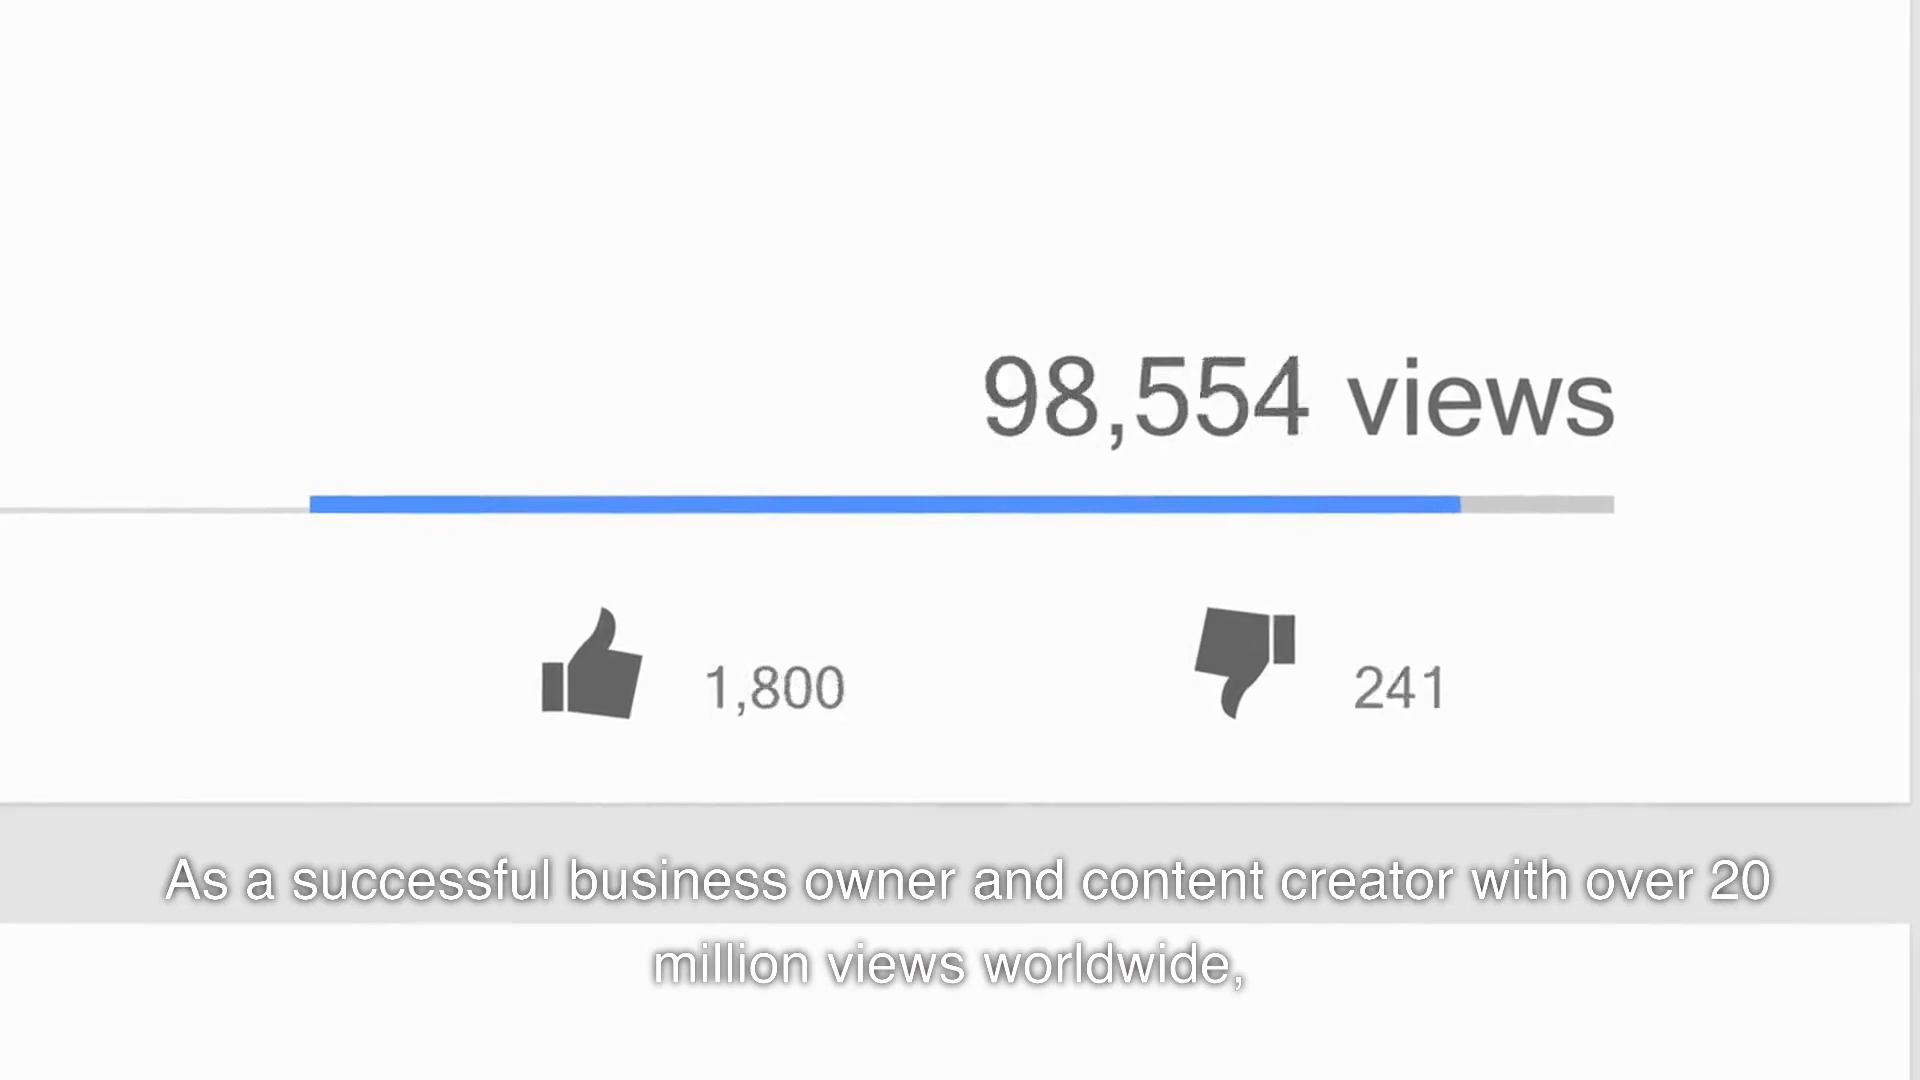 98,554 views
1,800 241
As a successful business owner and content creator with over 20
million views worldwide,